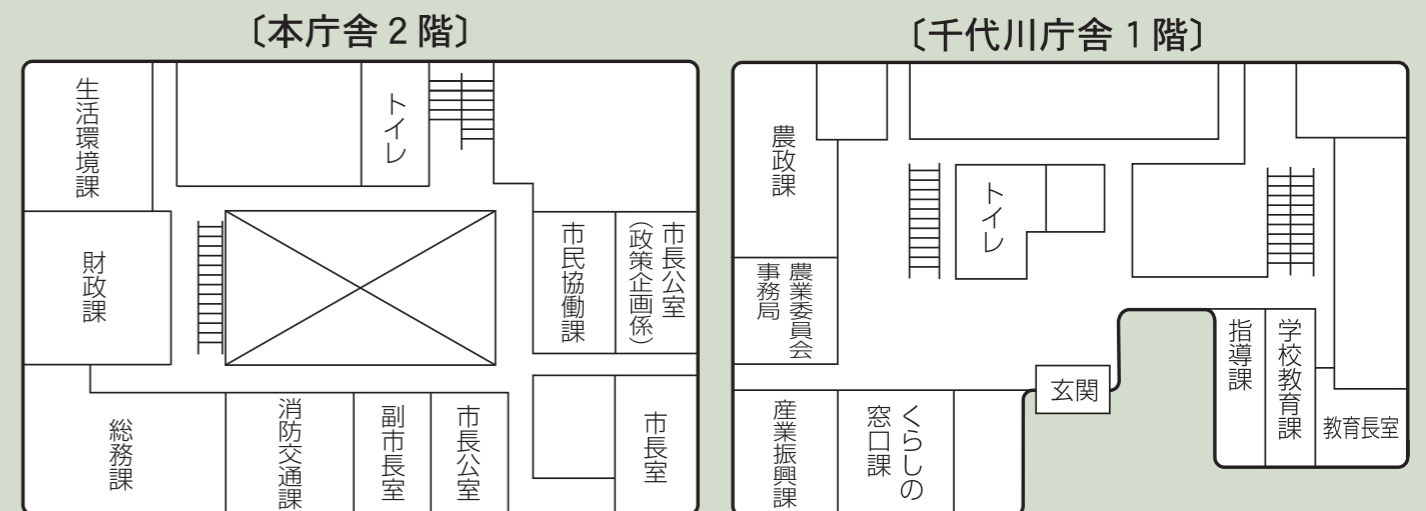 〔本庁舎２階〕
生活環境課
トイレ
財政課
市民協働課
市長公室
（政策企画係）
総務課
消防交通課
副市長室
市長公室
市長室
〔千代川庁舎１階〕
農政課
トイレ
農業委員会
事務局
玄関
指導課
学校教育課
教育長室
産業振興課
くらしの
窓口課